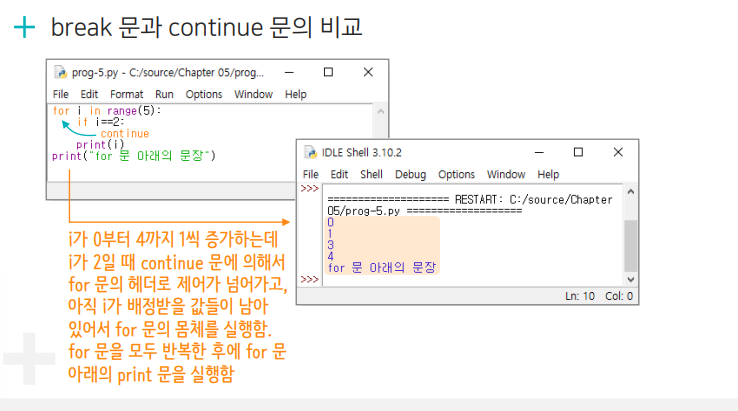 break 문과 continue 문의 비교
prog-5.py - C:/source/Chapter 05/prog...
File Edit Format Run Options Window Help
for i in range(5):
if i==2:
continue
print(i)
print("for 문 아래의 문장")
i가 0부터 4까지 1씩 증가하는데
i가 2일 때 continue 문에 의해서
for 문의 헤더로 제어가 넘어가고,
아직 i가 배정받을 값들이 남아
있어서 for 문의 몸체를 실행함.
for 문을 모두 반복한 후에 for 문
아래의 print 문을 실행함
IDLE Shell 3.10.2
File Edit Shell Debug Options Window Help
>>>
==================== RESTART: C:/source/Chapter
05/prog-5.py ===================
0
1
3
4
for 문 아래의 문장
>>>
Ln: 10 Col: 0